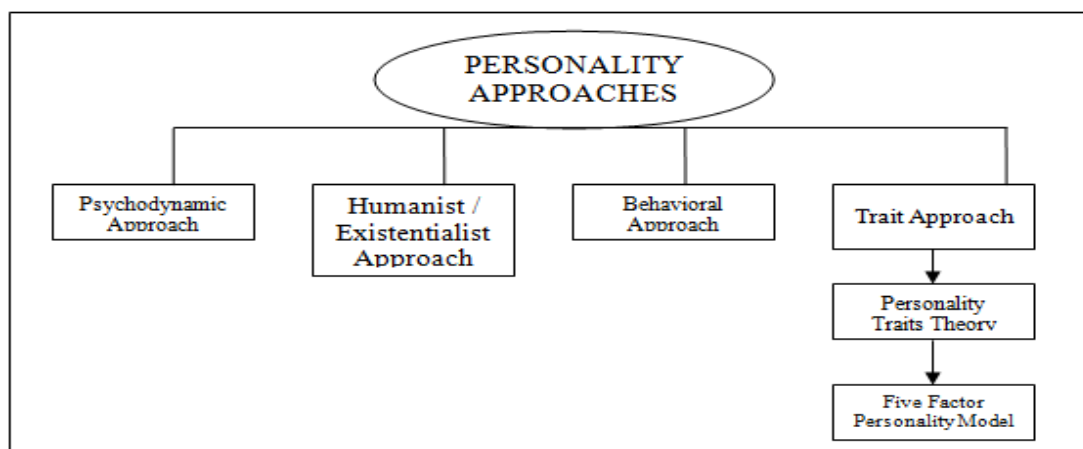 PERSONALITY
APPROACHES
Psychodynamic
Approach
Humanist /
Existentialist
Approach
Behavioral
Approach
Trait Approach
Personality
Traits Theory
Five Factor
Personality Model